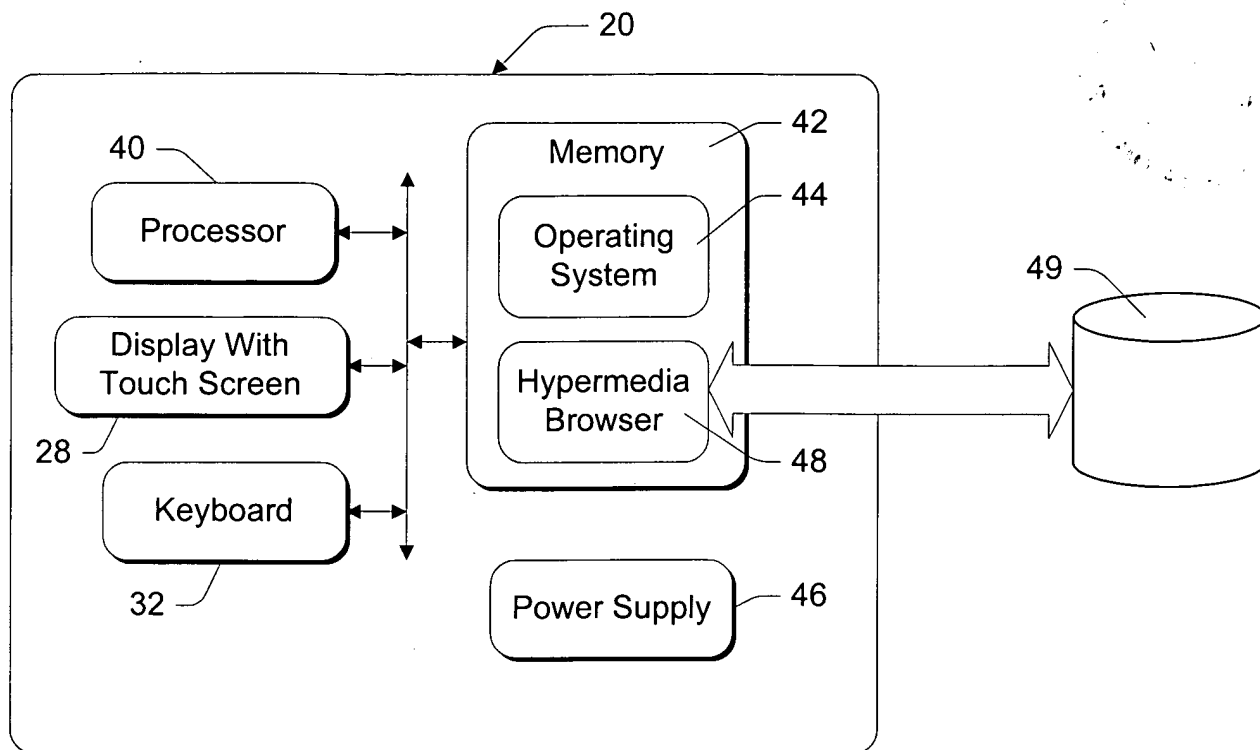 20
42
Memory
40
Processor
44
Operating
System
49
Display With
Touch Screen
28
Hypermedia
Browser
48
Keyboard
32
Power Supply
46